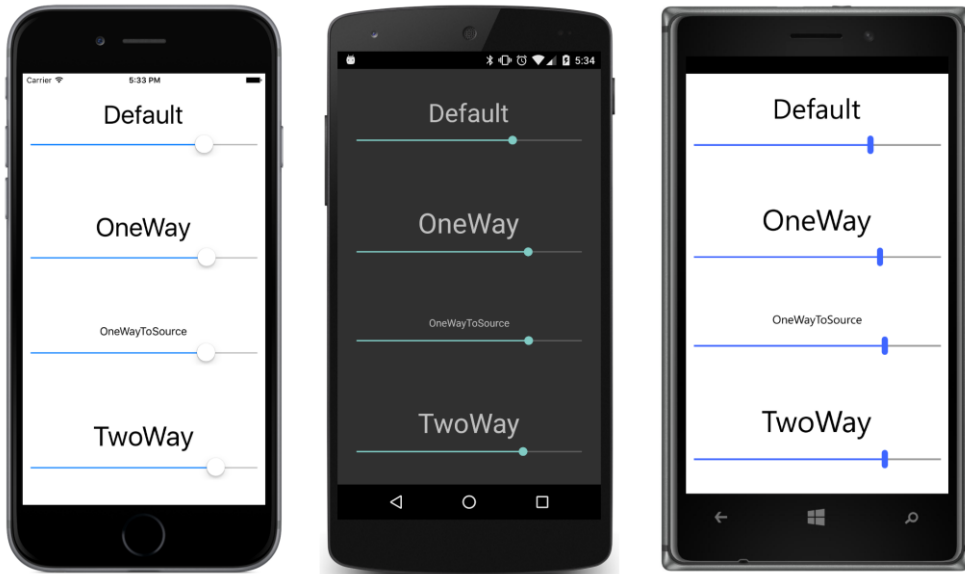 Carrier 5:33 PM
Default
OneWay
OneWayToSource
TwoWay
5:34
Default
OneWay
OneWayToSource
TwoWay
Default
OneWay
OneWayToSource
TwoWay